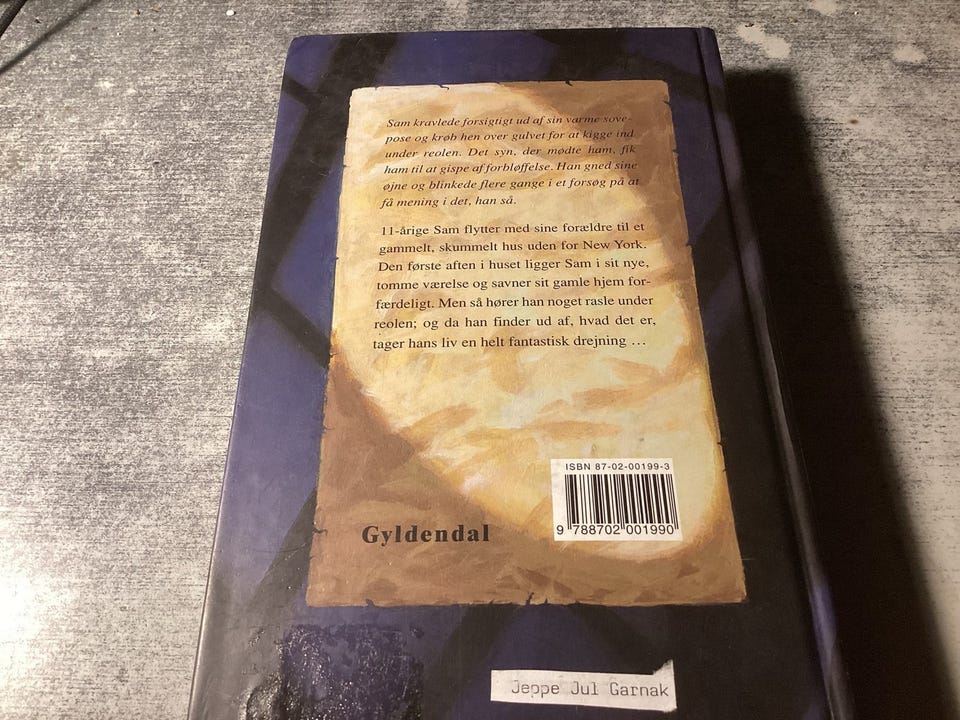 Sam kravlede forsigtigt ud af sin varme sove-
pose og krøb hen over gulvet for at kigge ind
under reolen. Det syn, der mødte ham, fik
ham til at gispe af forbløffelse. Han gned sine
øjne og blinkede flere gange i et forsøg på at
få mening i det, han så.
11-årige Sam flytter med sine forældre til et
gammelt, skummelt hus uden for New York.
Den første aften i huset ligger Sam i sit nye,
tomme værelse og savner sit gamle hjem for-
færdeligt. Men så hører han noget rasle under
reolen; og da han finder ud af, hvad det er,
tager hans liv en helt fantastisk drejning ...
ISBN 87-02-00199-3
9 788702 001990
Gyldendal
Jeppe Jul Garnak